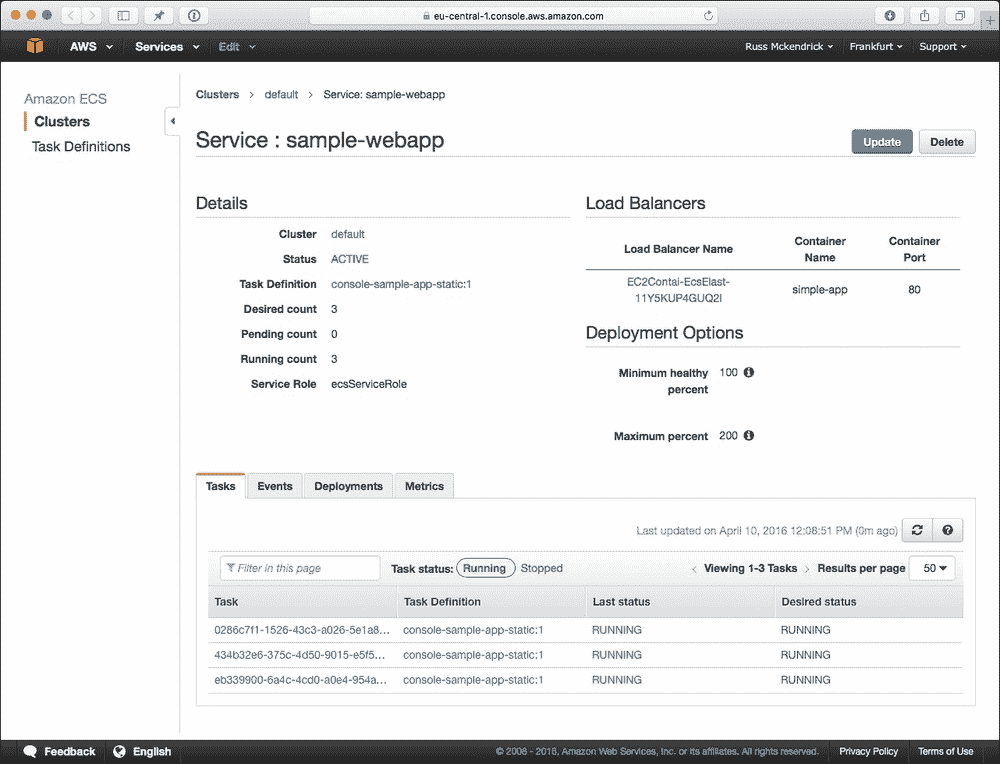 eu-central-1.console.aws.amazon.com
AWS Services Edit Russ Mckendrick Frankfurt Support
Amazon ECS
Clusters
Task Definitions
Clusters > default > Service: sample-webapp
Service : sample-webapp
Update Delete
Details
Cluster default
Status ACTIVE
Task Definition console-sample-app-static:1
Desired count 3
Pending count 0
Running count 3
Service Role ecsServiceRole
Load Balancers
Load Balancer Name Container Name Container Port
EC2Contai-EcsElast-11Y5KUP4GUQ2I simple-app 80
Deployment Options
Minimum healthy percent 100
Maximum percent 200
Tasks Events Deployments Metrics
Last updated on April 10, 2016 12:08:51 PM (0m ago)
Filter in this page Task status: Running Stopped < Viewing 1-3 Tasks > Results per page 50
Task Task Definition Last status Desired status
0286c7f1-1526-43c3-a026-5e1a8... console-sample-app-static:1 RUNNING RUNNING
434b32e6-375c-4d50-9015-e5f5... console-sample-app-static:1 RUNNING RUNNING
eb339900-6a4c-4cd0-a0e4-954a... console-sample-app-static:1 RUNNING RUNNING
Feedback English © 2008 - 2016, Amazon Web Services, Inc. or its affiliates. All rights reserved. Privacy Policy Terms of Use